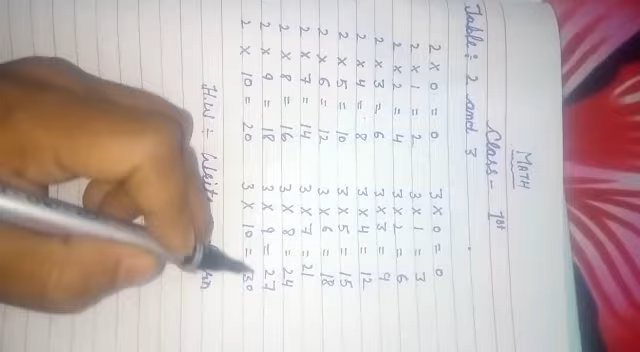 MATH
Class - 1st
Table: 2 and 3
2 × 0 = 0 3 × 0 = 0
2 × 1 = 2 3 × 1 = 3
2 × 2 = 4 3 × 2 = 6
2 × 3 = 6 3 × 3 = 9
2 × 4 = 8 3 × 4 = 12
2 × 5 = 10 3 × 5 = 15
2 × 6 = 12 3 × 6 = 18
2 × 7 = 14 3 × 7 = 21
2 × 8 = 16 3 × 8 = 24
2 × 9 = 18 3 × 9 = 27
2 × 10 = 20 3 × 10 = 30
H.W =